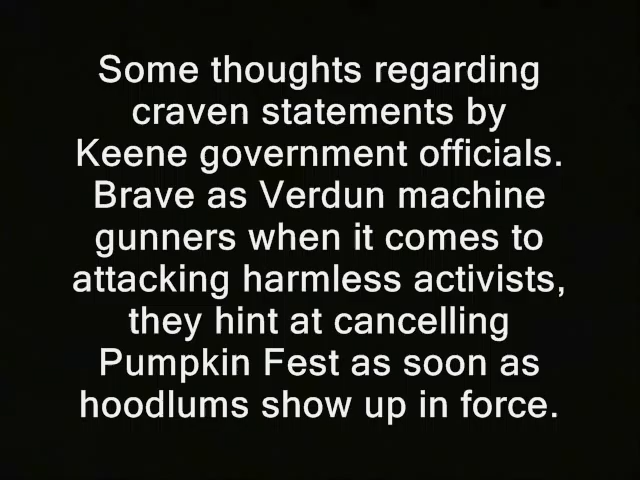 Some thoughts regarding
craven statements by
Keene government officials.
Brave as Verdun machine
gunners when it comes to
attacking harmless activists,
they hint at cancelling
Pumpkin Fest as soon as
hoodlums show up in force.